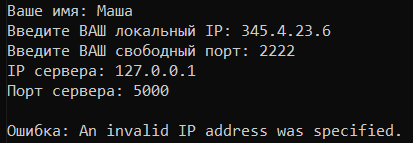 Ваше имя: Маша
Введите ВАШ локальный IP: 345.4.23.6
Введите ВАШ свободный порт: 2222
IP сервера: 127.0.0.1
Порт сервера: 5000
Ошибка: An invalid IP address was specified.